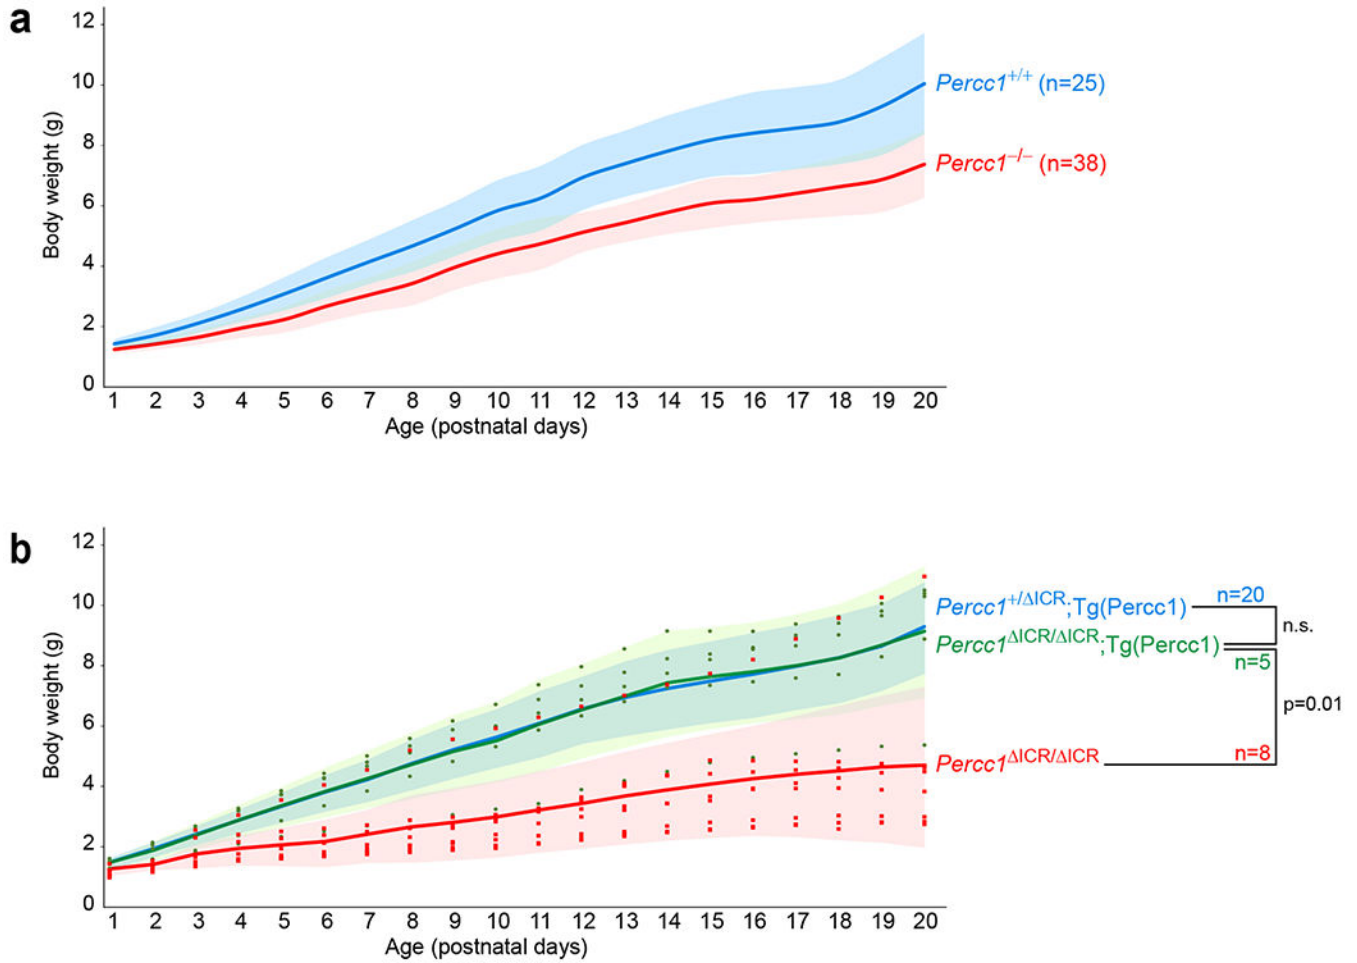 a
12
10
8
6
4
2
0
Body weight (g)
1 2 3 4 5 6 7 8 9 10 11 12 13 14 15 16 17 18 19 20
Age (postnatal days)
Percc1+/+ (n=25)
Percc1−/− (n=38)
b
12
10
8
6
4
2
0
Body weight (g)
1 2 3 4 5 6 7 8 9 10 11 12 13 14 15 16 17 18 19 20
Age (postnatal days)
Percc1+/ΔICR;Tg(Percc1) n=20
n.s.
Percc1ΔICR/ΔICR;Tg(Percc1)
n=5
p=0.01
Percc1ΔICR/ΔICR n=8